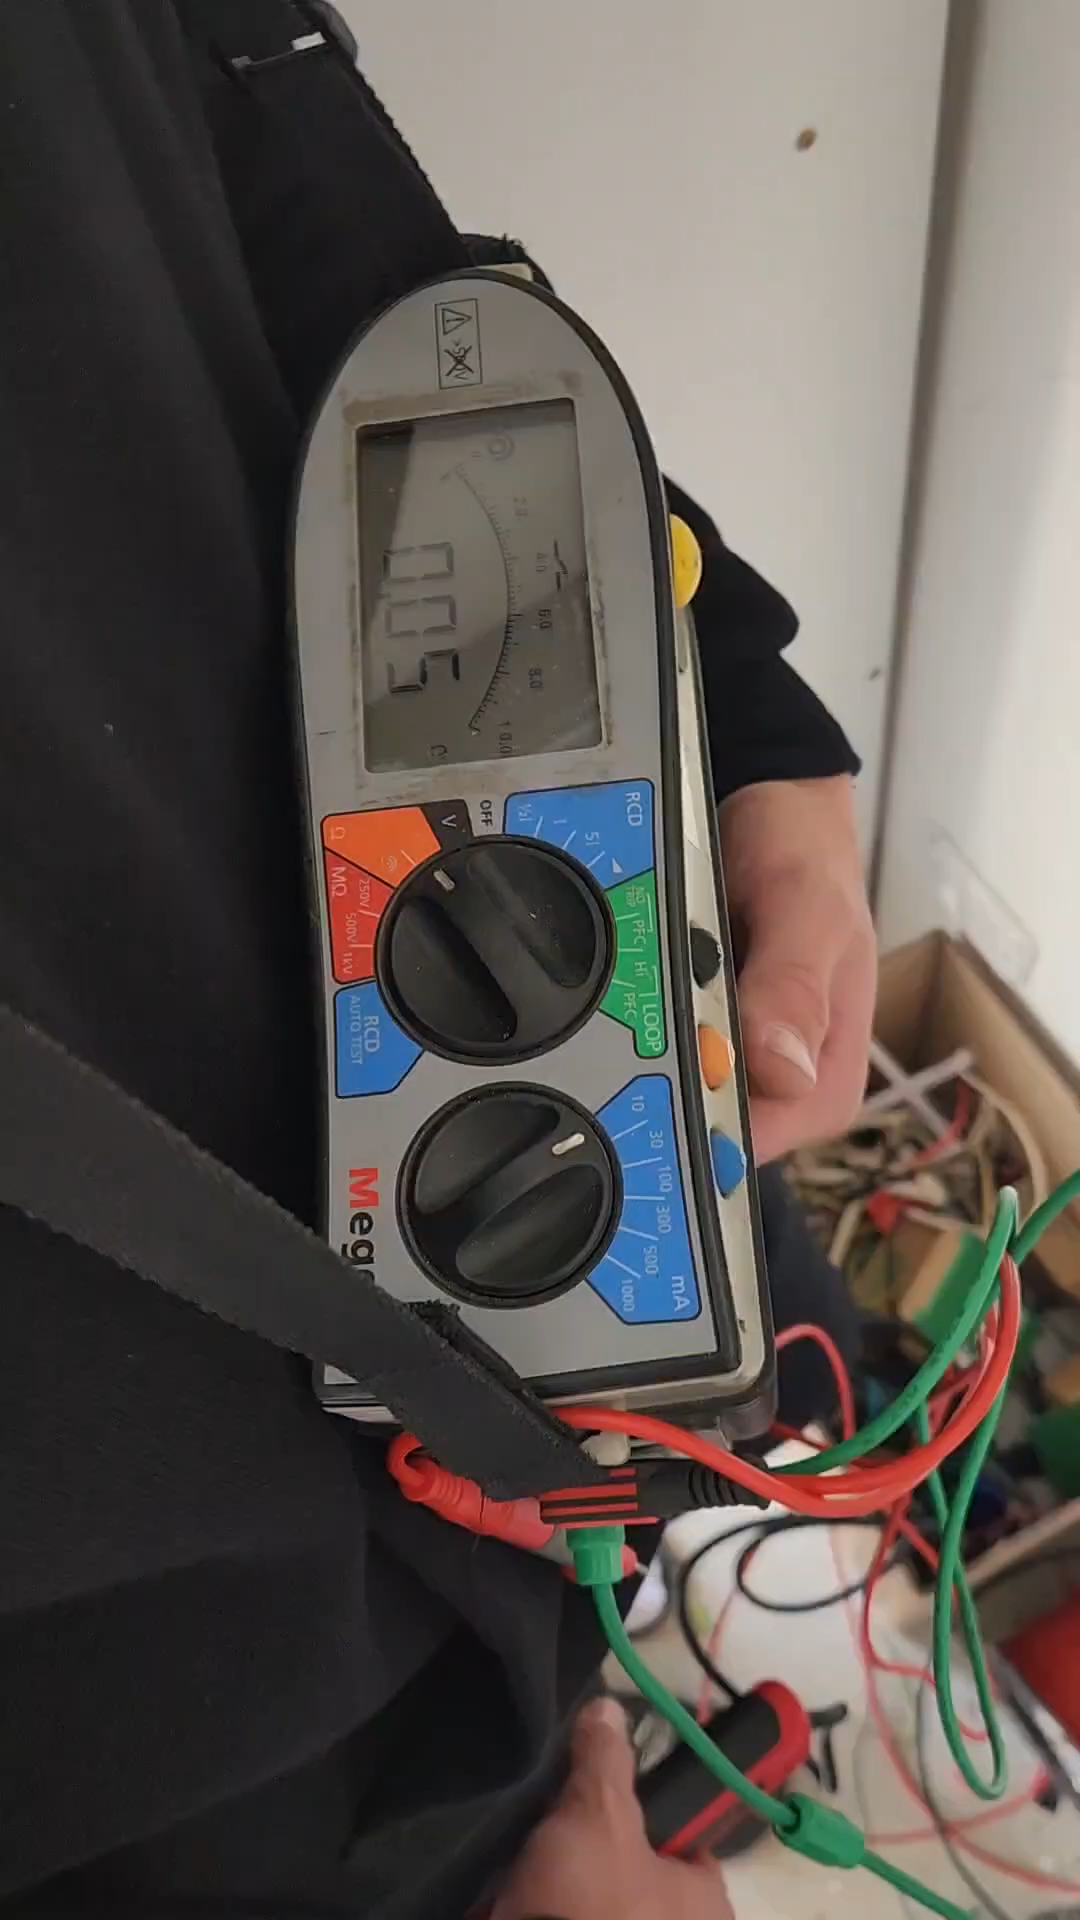 >500V
2.0
4.0
6.0
8.0
10.0
0.05
Ω
OFF
V
Ω
MΩ
250V
500V
1kV
RCD
AUTO TEST
RCD
½I
I
5I
NO
TRIP
PFC
Hi
PFC
LOOP
10
30
100
300
500
1000
mA
Meg